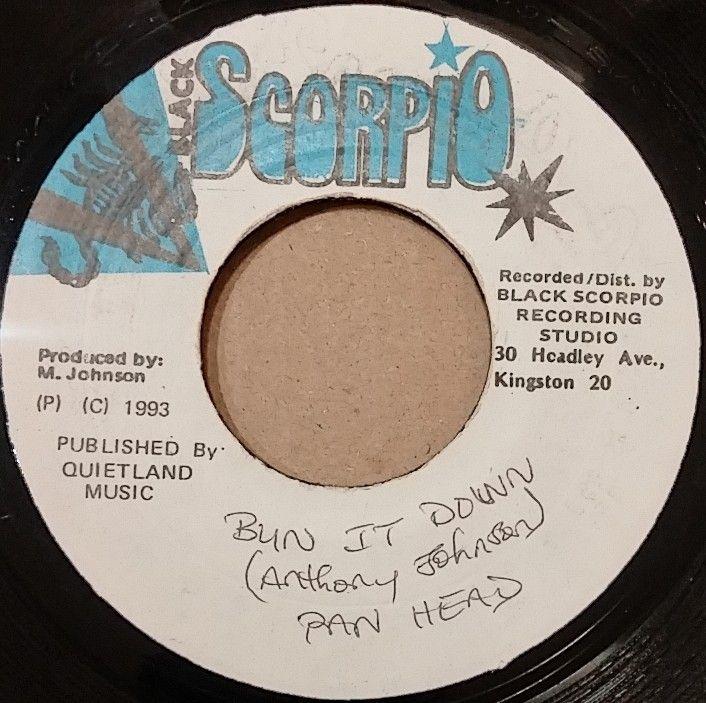 BLACK
SCORPIO
Recorded/Dist. by
BLACK SCORPIO
RECORDING
STUDIO
30 Headley Ave.,
Kingston 20
Produced by:
M. Johnson
(P) (C) 1993
PUBLISHED By
QUIETLAND
MUSIC
BUN IT DOWN
(Anthony Johnson)
PAN HEAD